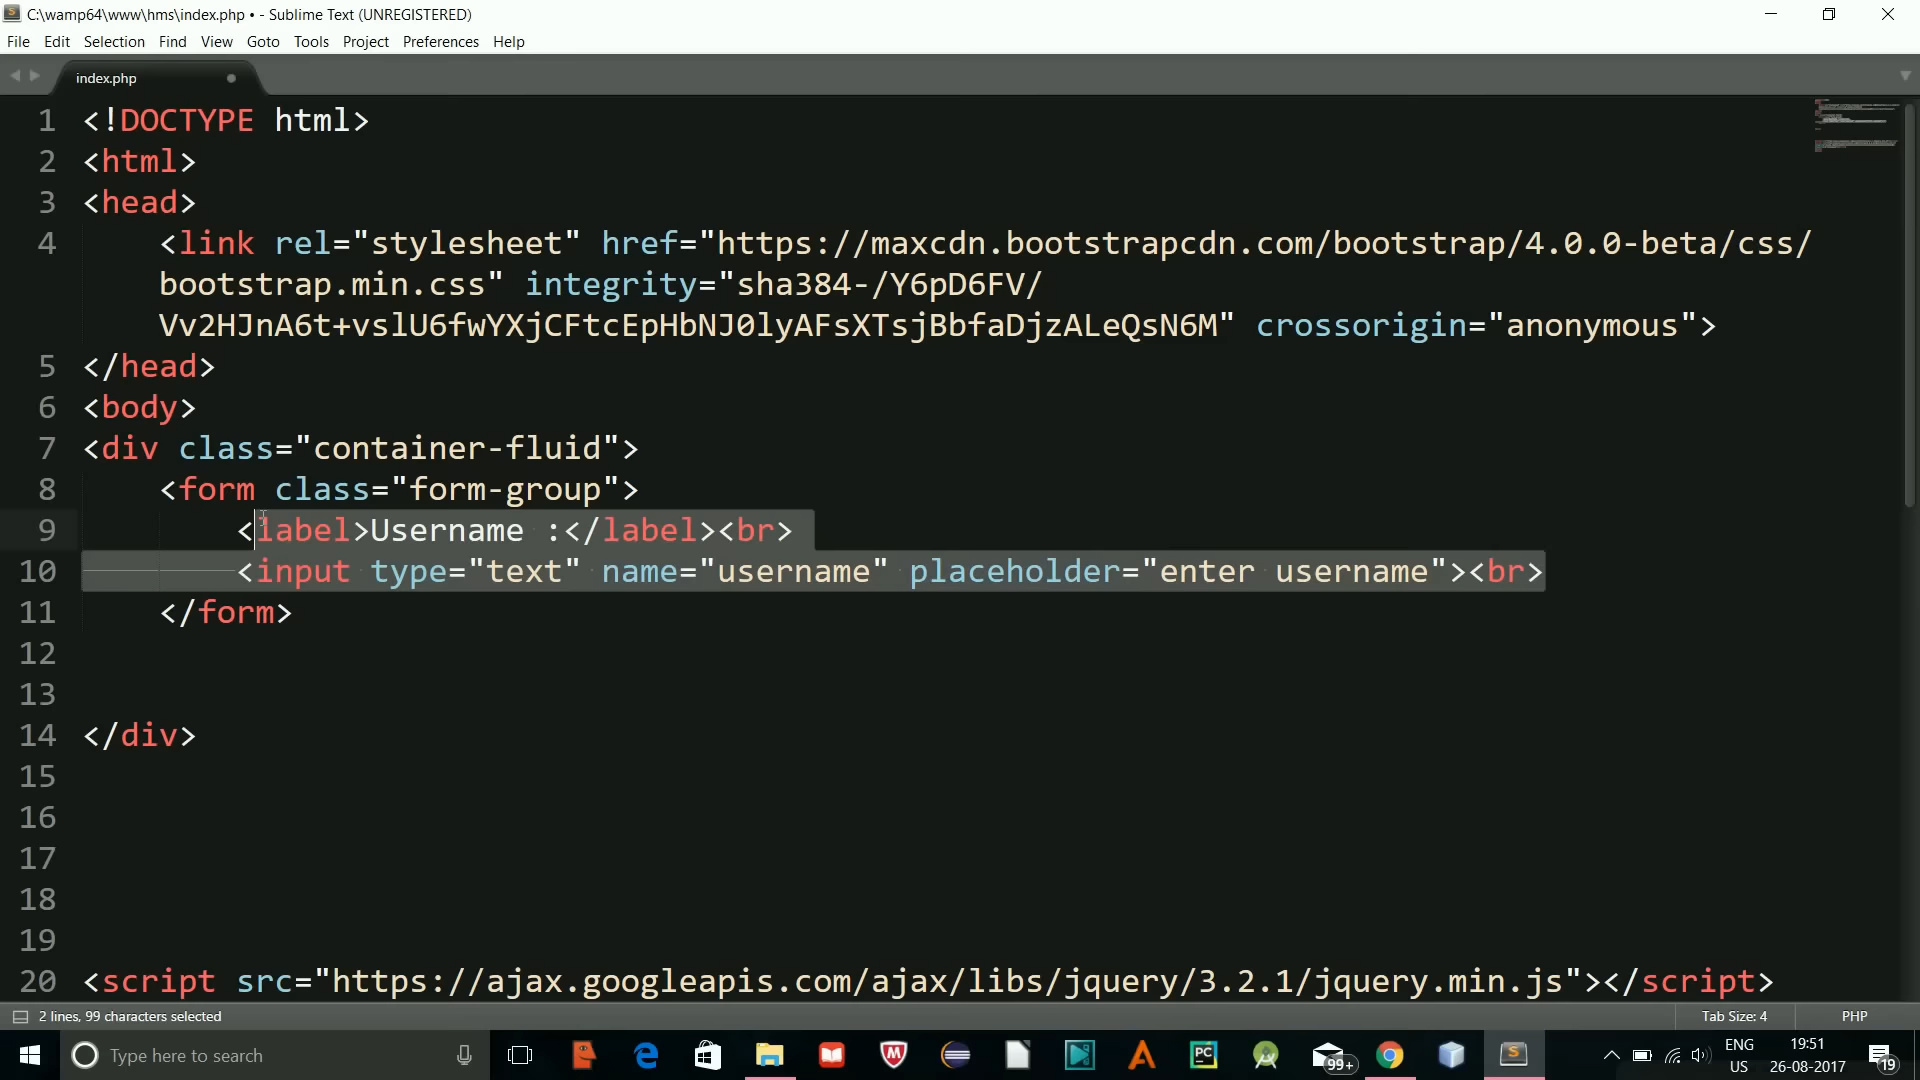 C:\wamp64\www\hms\index.php • - Sublime Text (UNREGISTERED)
File Edit Selection Find View Goto Tools Project Preferences Help
index.php
1 <!DOCTYPE html>
2 <html>
3 <head>
4 <link rel="stylesheet" href="https://maxcdn.bootstrapcdn.com/bootstrap/4.0.0-beta/css/
bootstrap.min.css" integrity="sha384-/Y6pD6FV/
Vv2HJnA6t+vslU6fwYXjCFtcEpHbNJ0lyAFsXTsjBbfaDjzALeQsN6M" crossorigin="anonymous">
5 </head>
6 <body>
7 <div class="container-fluid">
8 <form class="form-group">
9 <label>Username :</label><br>
10 <input type="text" name="username" placeholder="enter username"><br>
11 </form>
12
13
14 </div>
15
16
17
18
19
20 <script src="https://ajax.googleapis.com/ajax/libs/jquery/3.2.1/jquery.min.js"></script>
2 lines, 99 characters selected Tab Size: 4 PHP
Type here to search PC 99+ ENG 19:51
US 26-08-2017 19